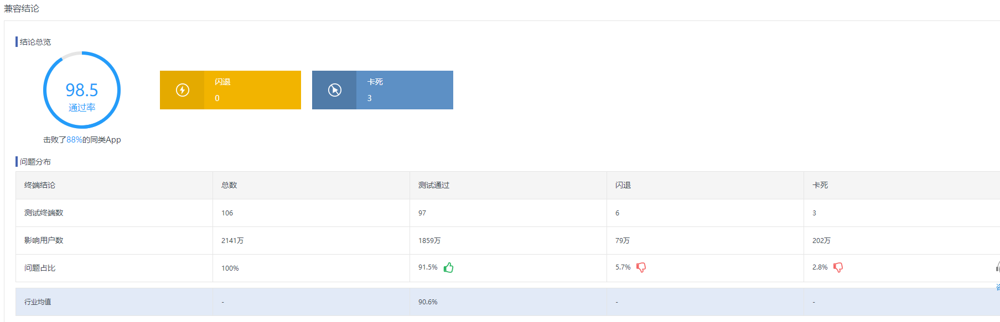 兼容结论
结论总览
98.5
通过率
击败了88%的同类App
闪退
0
卡死
3
问题分布
终端结论 总数 测试通过 闪退 卡死
测试终端数 106 97 6 3
影响用户数 2141万 1859万 79万 202万
问题占比 100% 91.5% 5.7% 2.8%
行业均值 - 90.6% - -